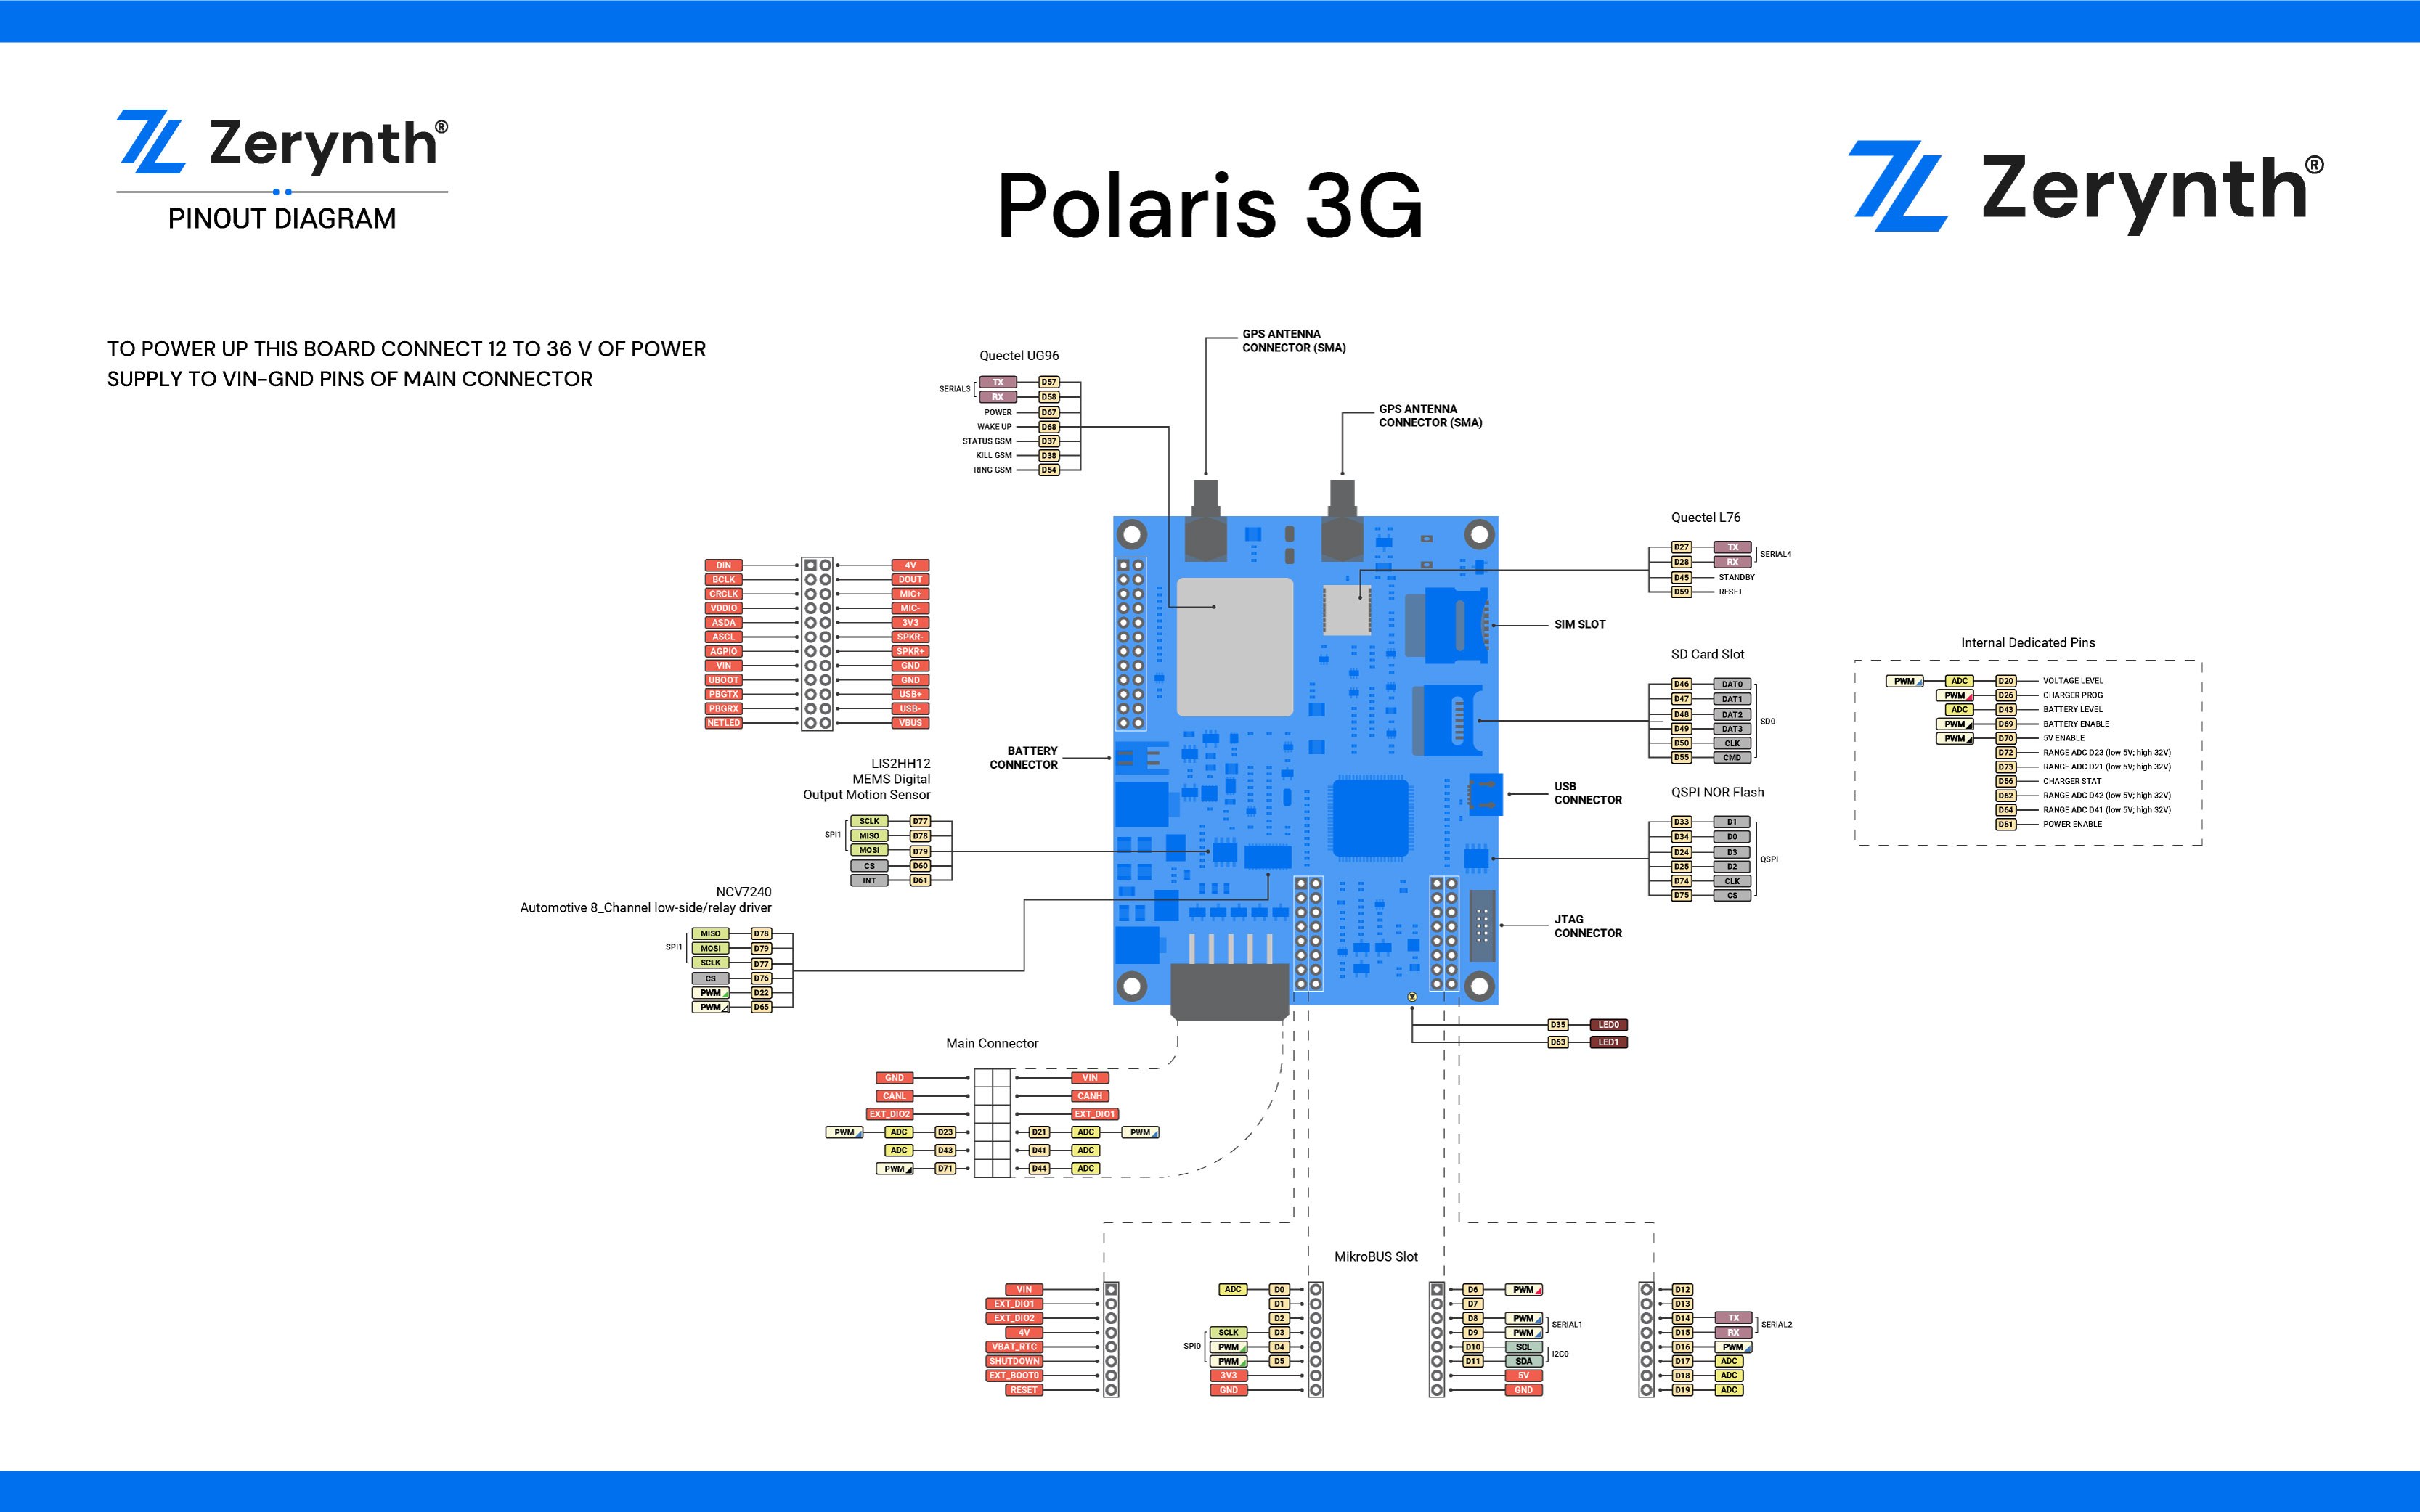 Zerynth®
PINOUT DIAGRAM
Polaris 3G
Zerynth®
TO POWER UP THIS BOARD CONNECT 12 TO 36 V OF POWER
SUPPLY TO VIN-GND PINS OF MAIN CONNECTOR
GPS ANTENNA
CONNECTOR (SMA)
GPS ANTENNA
CONNECTOR (SMA)
Quectel UG96
SERIAL3
TX D57
RX D58
POWER D67
WAKE UP D68
STATUS GSM D37
KILL GSM D38
RING GSM D54
DIN 4V
BCLK DOUT
CRCLK MIC+
VDDIO MIC-
ASDA 3V3
ASCL SPKR-
AGPIO SPKR+
VIN GND
UBOOT GND
PBGTX USB+
PBGRX USB-
NETLED VBUS
BATTERY
CONNECTOR
LIS2HH12
MEMS Digital
Output Motion Sensor
SPI1
SCLK D77
MISO D78
MOSI D79
CS D60
INT D61
NCV7240
Automotive 8_Channel low-side/relay driver
SPI1
MISO D78
MOSI D79
SCLK D77
CS D76
PWM D22
PWM D65
Quectel L76
D27 TX
D28 RX
SERIAL4
D45 STANDBY
D59 RESET
SIM SLOT
SD Card Slot
D46 DAT0
D47 DAT1
D48 DAT2
D49 DAT3
D50 CLK
D55 CMD
SD0
USB
CONNECTOR
QSPI NOR Flash
D33 D1
D34 D0
D24 D3
D25 D2
D74 CLK
D75 CS
QSPI
JTAG
CONNECTOR
D35 LED0
D63 LED1
Internal Dedicated Pins
PWM ADC D20 VOLTAGE LEVEL
PWM D26 CHARGER PROG
ADC D43 BATTERY LEVEL
PWM D69 BATTERY ENABLE
PWM D70 5V ENABLE
D72 RANGE ADC D23 (low 5V; high 32V)
D73 RANGE ADC D21 (low 5V; high 32V)
D56 CHARGER STAT
D62 RANGE ADC D42 (low 5V; high 32V)
D64 RANGE ADC D41 (low 5V; high 32V)
D51 POWER ENABLE
Main Connector
GND VIN
CANL CANH
EXT_DIO2 EXT_DIO1
PWM ADC D23 D21 ADC PWM
ADC D43 D41 ADC
PWM D71 D44 ADC
MikroBUS Slot
VIN
EXT_DIO1
EXT_DIO2
4V
VBAT_RTC
SHUTDOWN
EXT_BOOT0
RESET
ADC D0
D1
D2
SCLK D3
PWM D4
PWM D5
SPI0
3V3
GND
D6 PWM
D7
D8 PWM
D9 PWM
SERIAL1
D10 SCL
D11 SDA
I2C0
5V
GND
D12
D13
D14 TX
D15 RX
SERIAL2
D16 PWM
D17 ADC
D18 ADC
D19 ADC